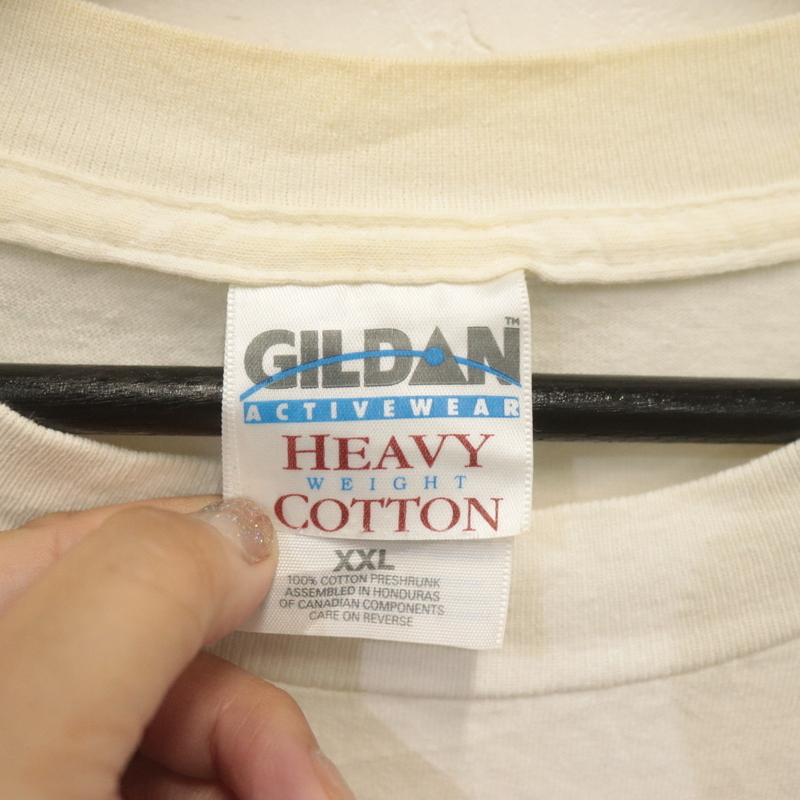 GILDAN™
ACTIVEWEAR
HEAVY
WEIGHT
COTTON
XXL
100% COTTON PRESHRUNK
ASSEMBLED IN HONDURAS
OF CANADIAN COMPONENTS
CARE ON REVERSE